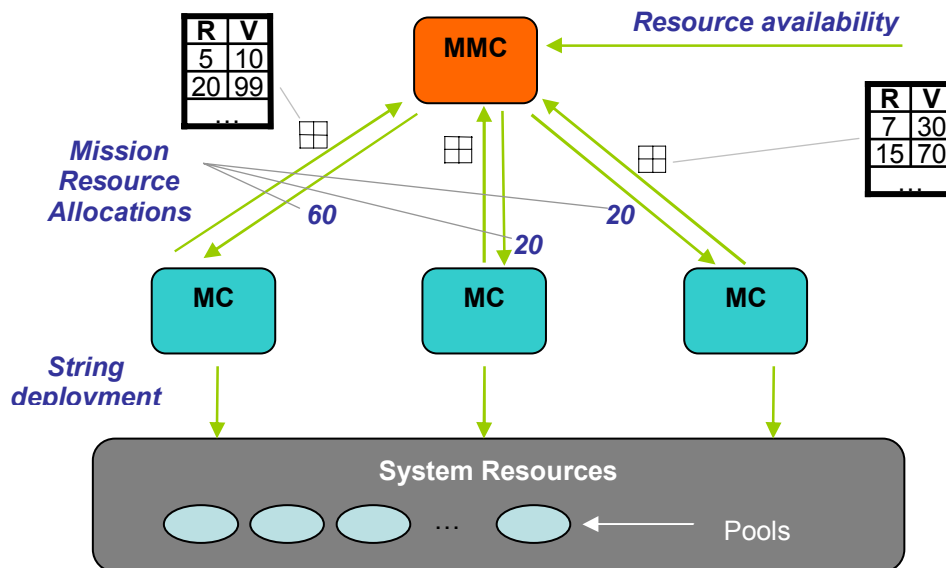 Resource availability
R V
5 10
20 99
...
MMC
R V
7 30
15 70
...
Mission
Resource
Allocations
60
20
20
MC
MC
MC
String
deployment
System Resources
...
Pools